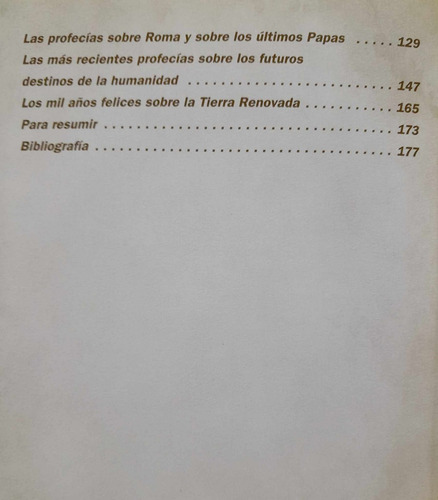 Las profecías sobre Roma y sobre los últimos Papas ..... 129
Las más recientes profecías sobre los futuros
destinos de la humanidad ........................ 147
Los mil años felices sobre la Tierra Renovada .......... 165
Para resumir ................................. 173
Bibliografía .................................. 177